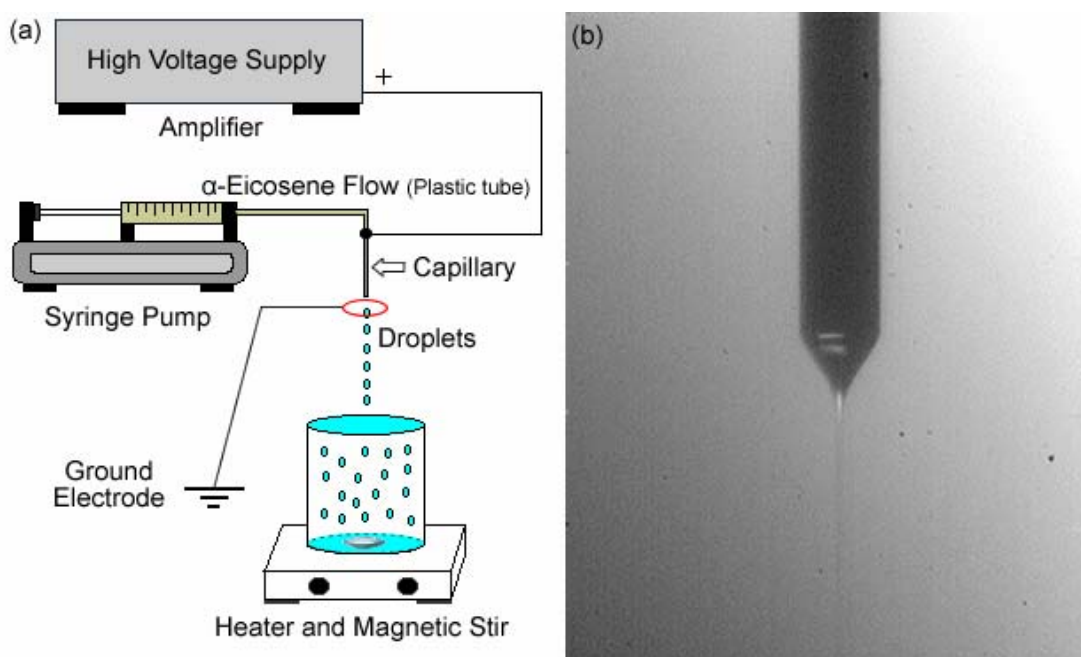 (a)
High Voltage Supply
+
Amplifier
α-Eicosene Flow (Plastic tube)
Capillary
Syringe Pump
Droplets
Ground
Electrode
Heater and Magnetic Stir
(b)